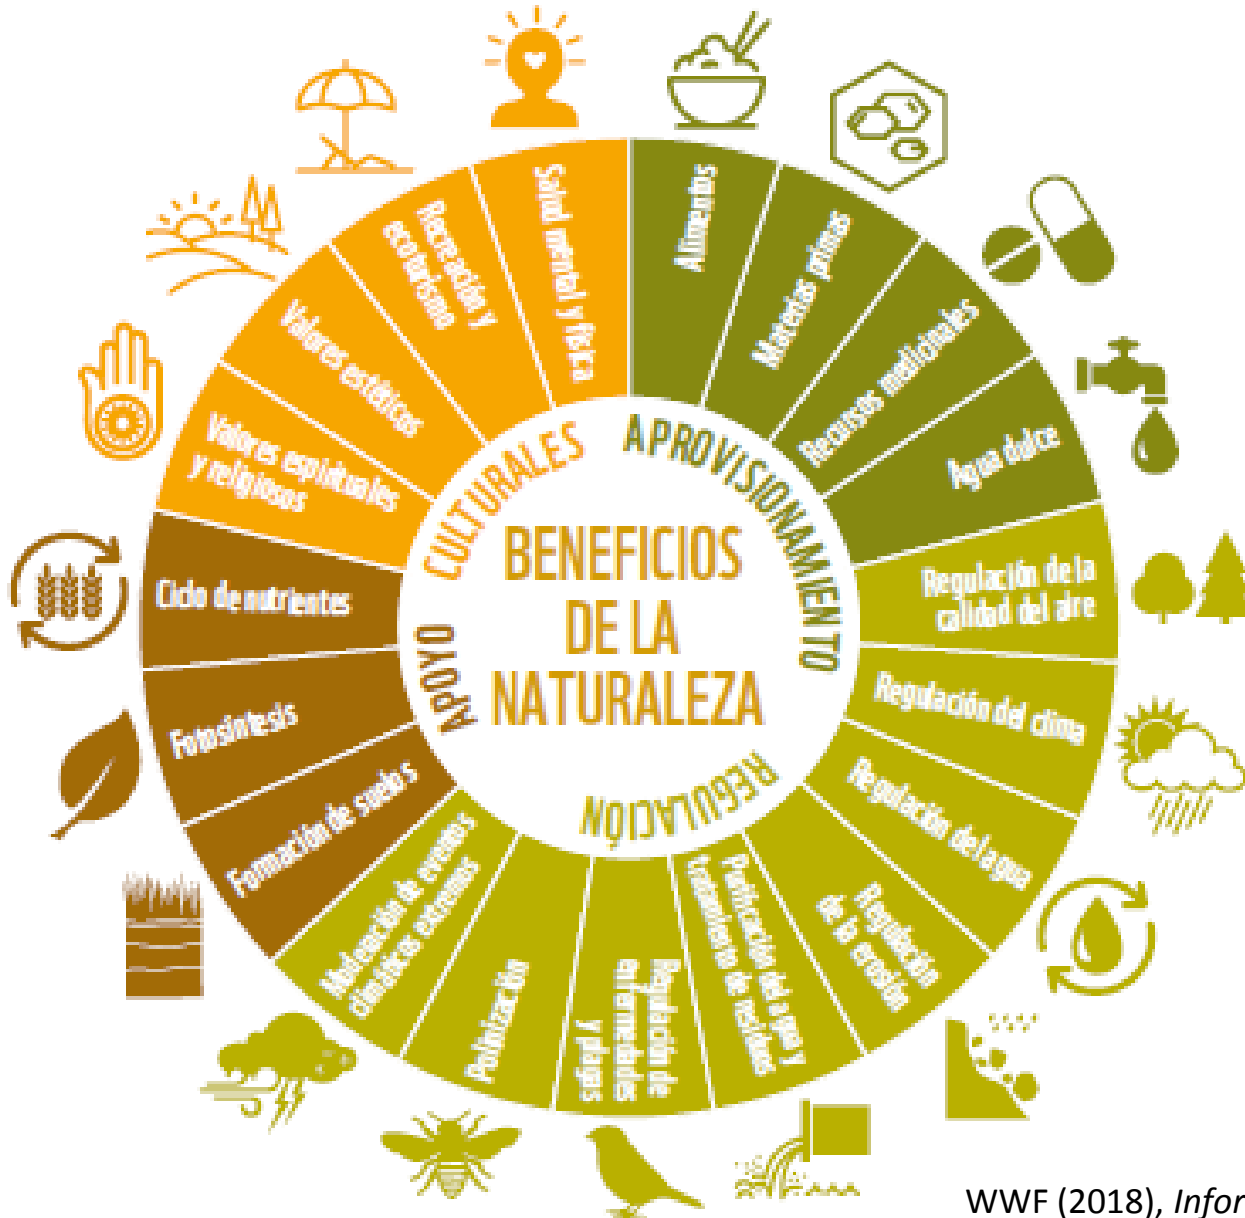 BENEFICIOS
DE LA
NATURALEZA
APROVISIONAMIENTO
Alimentos
Materias primas
Recursos medicinales
Agua dulce
REGULACIÓN
Regulación de la
calidad del aire
Regulación del clima
Regulación del agua
Regulación
de la erosión
Purificación del agua y
tratamiento de residuos
Regulación de
enfermedades
y plagas
Polinización
Moderación de eventos
climáticos extremos
APOYO
Formación de suelos
Fotosíntesis
Ciclo de nutrientes
CULTURALES
Valores espirituales
y religiosos
Valores estéticos
Recreación y
ecoturismo
Salud mental y física
WWF (2018), Infor